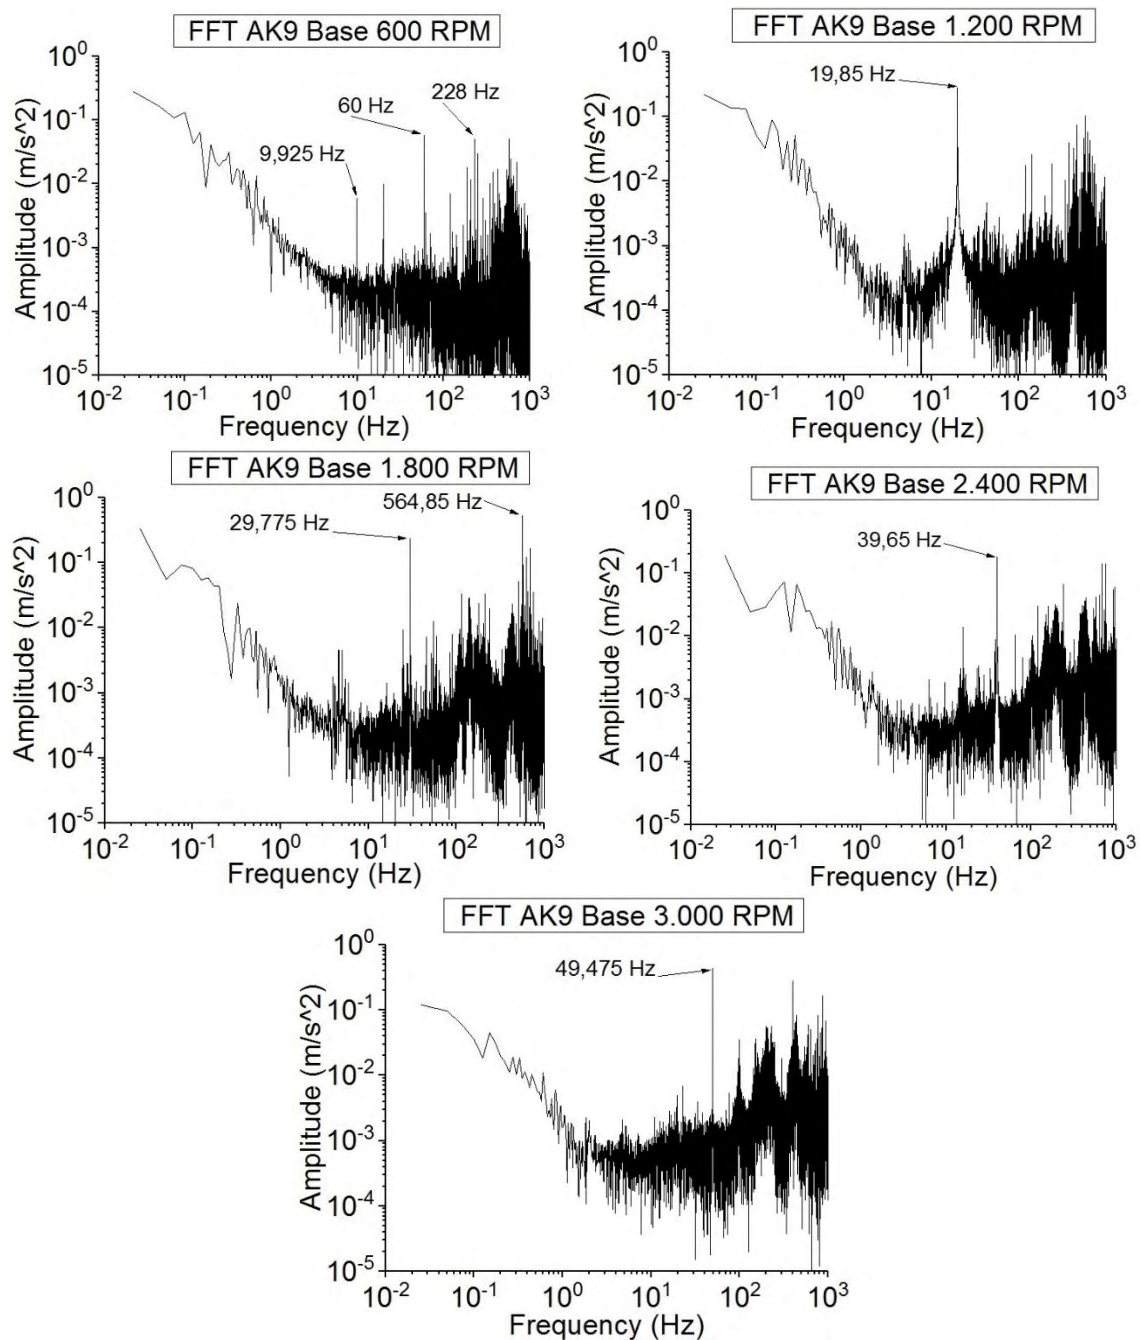 FFT AK9 Base 600 RPM
10^0
10^-1
10^-2
10^-3
10^-4
10^-5
Amplitude (m/s^2)
9,925 Hz
60 Hz
228 Hz
10^-2 10^-1 10^0 10^1 10^2 10^3
Frequency (Hz)
FFT AK9 Base 1.200 RPM
10^0
10^-1
10^-2
10^-3
10^-4
10^-5
Amplitude (m/s^2)
19,85 Hz
10^-2 10^-1 10^0 10^1 10^2 10^3
Frequency (Hz)
FFT AK9 Base 1.800 RPM
10^0
10^-1
10^-2
10^-3
10^-4
10^-5
Amplitude (m/s^2)
564,85 Hz
29,775 Hz
10^-2 10^-1 10^0 10^1 10^2 10^3
Frequency (Hz)
FFT AK9 Base 2.400 RPM
10^0
10^-1
10^-2
10^-3
10^-4
10^-5
Amplitude (m/s^2)
39,65 Hz
10^-2 10^-1 10^0 10^1 10^2 10^3
Frequency (Hz)
FFT AK9 Base 3.000 RPM
10^0
10^-1
10^-2
10^-3
10^-4
10^-5
Amplitude (m/s^2)
49,475 Hz
10^-2 10^-1 10^0 10^1 10^2 10^3
Frequency (Hz)